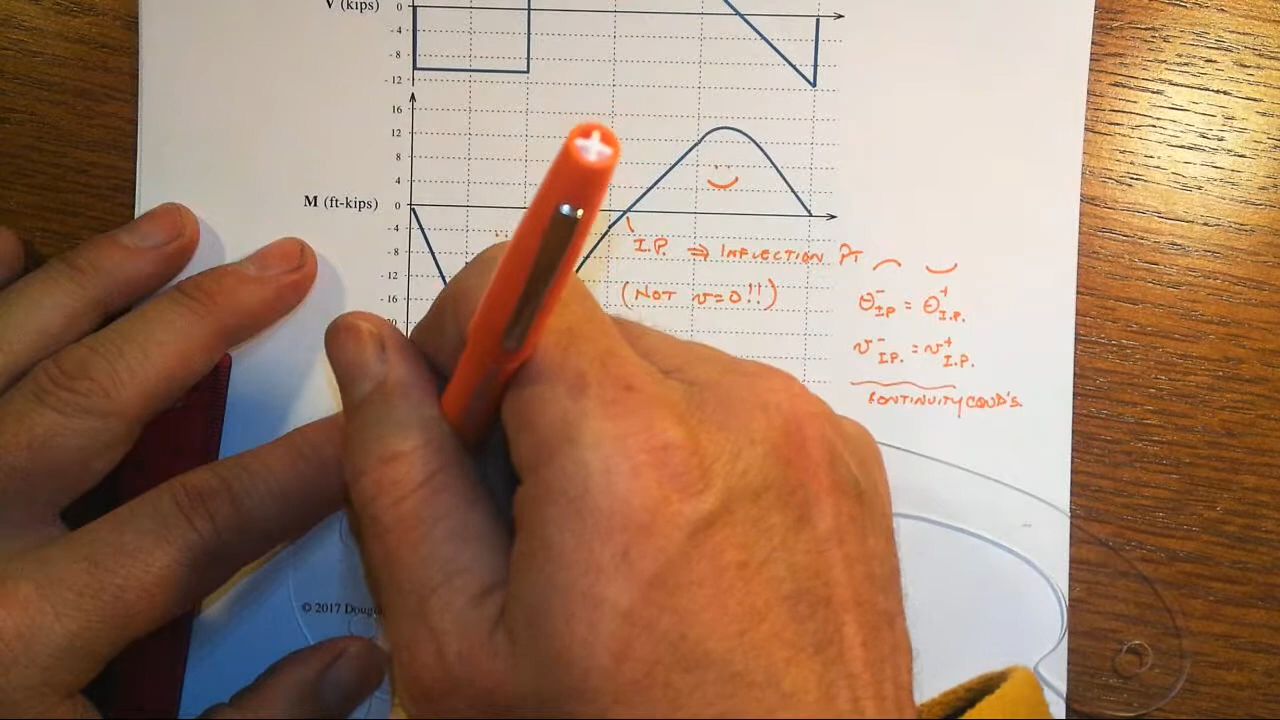 V (kips)
0
- 4
- 8
- 12
16
12
8
4
M (ft-kips)
0
-4
-8
-12
- 16
I.P. ⇒ INFLECTION PT
(NOT v=0!!)
θ⁻I.P = θ⁺I.P.
v⁻I.P. = v⁺I.P.
CONTINUITY COND'S.
© 2017